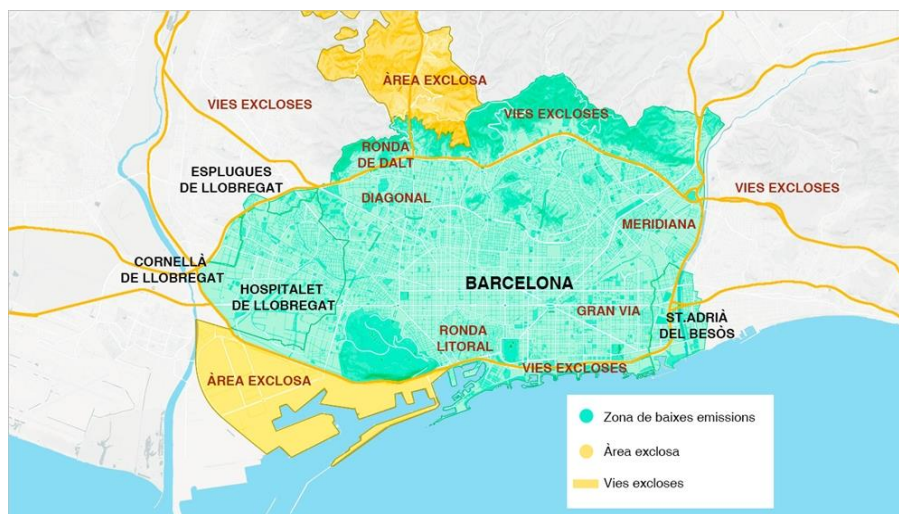 ÀREA EXCLOSA
VIES EXCLOSES
VIES EXCLOSES
RONDA
DE DALT
ESPLUGUES
DE LLOBREGAT
DIAGONAL
VIES EXCLOSES
MERIDIANA
CORNELLÀ
DE LLOBREGAT
HOSPITALET
DE LLOBREGAT
BARCELONA
GRAN VIA
ST.ADRIÀ
DEL BESÒS
RONDA
LITORAL
VIES EXCLOSES
ÀREA EXCLOSA
Zona de baixes emissions
Àrea exclosa
Vies excloses